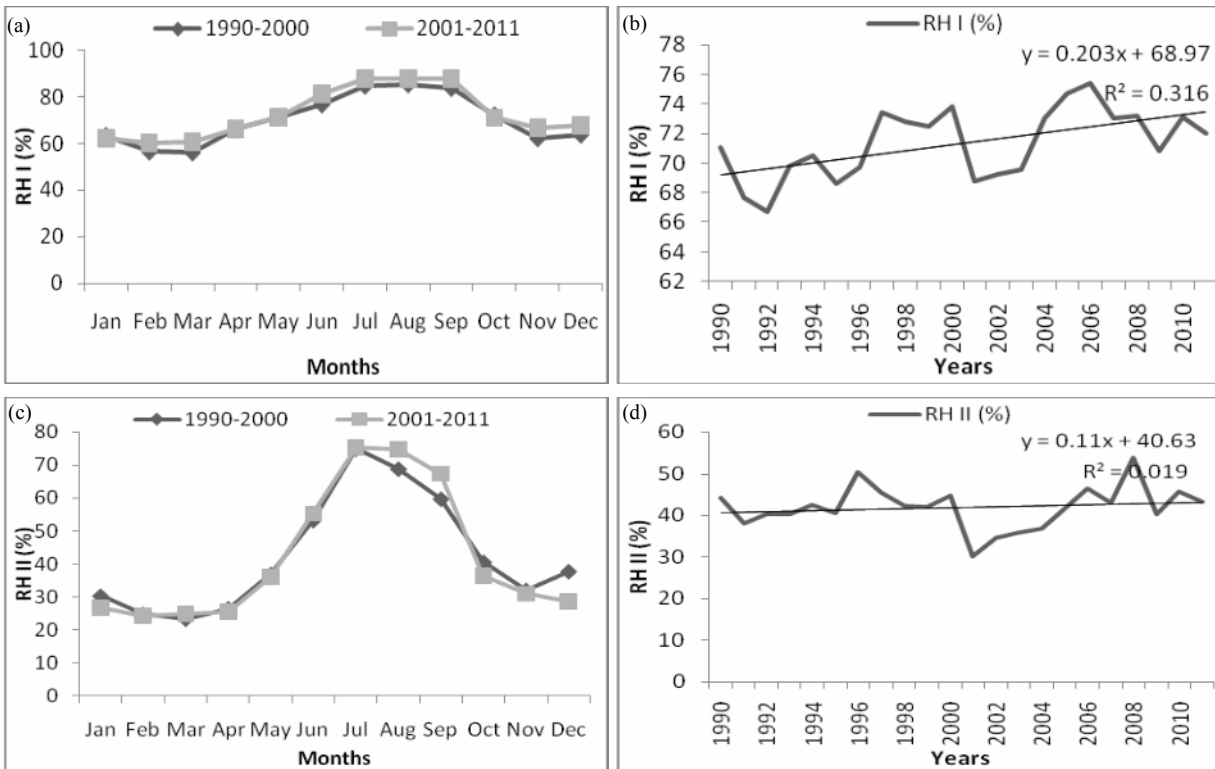 (a)
1990-2000 2001-2011
100
80
60
40
20
0
RH I (%)
Jan Feb Mar Apr May Jun Jul Aug Sep Oct Nov Dec
Months
(b)
RH I (%)
y = 0.203x + 68.97
R² = 0.316
78
76
74
72
70
68
66
64
62
RH I (%)
1990 1992 1994 1996 1998 2000 2002 2004 2006 2008 2010
Years
(c)
1990-2000 2001-2011
80
70
60
50
40
30
20
10
0
RH II (%)
Jan Feb Mar Apr May Jun Jul Aug Sep Oct Nov Dec
Months
(d)
RH II (%)
y = 0.11x + 40.63
R² = 0.019
60
50
40
30
20
10
0
RH II (%)
1990 1992 1994 1996 1998 2000 2002 2004 2006 2008 2010
Years